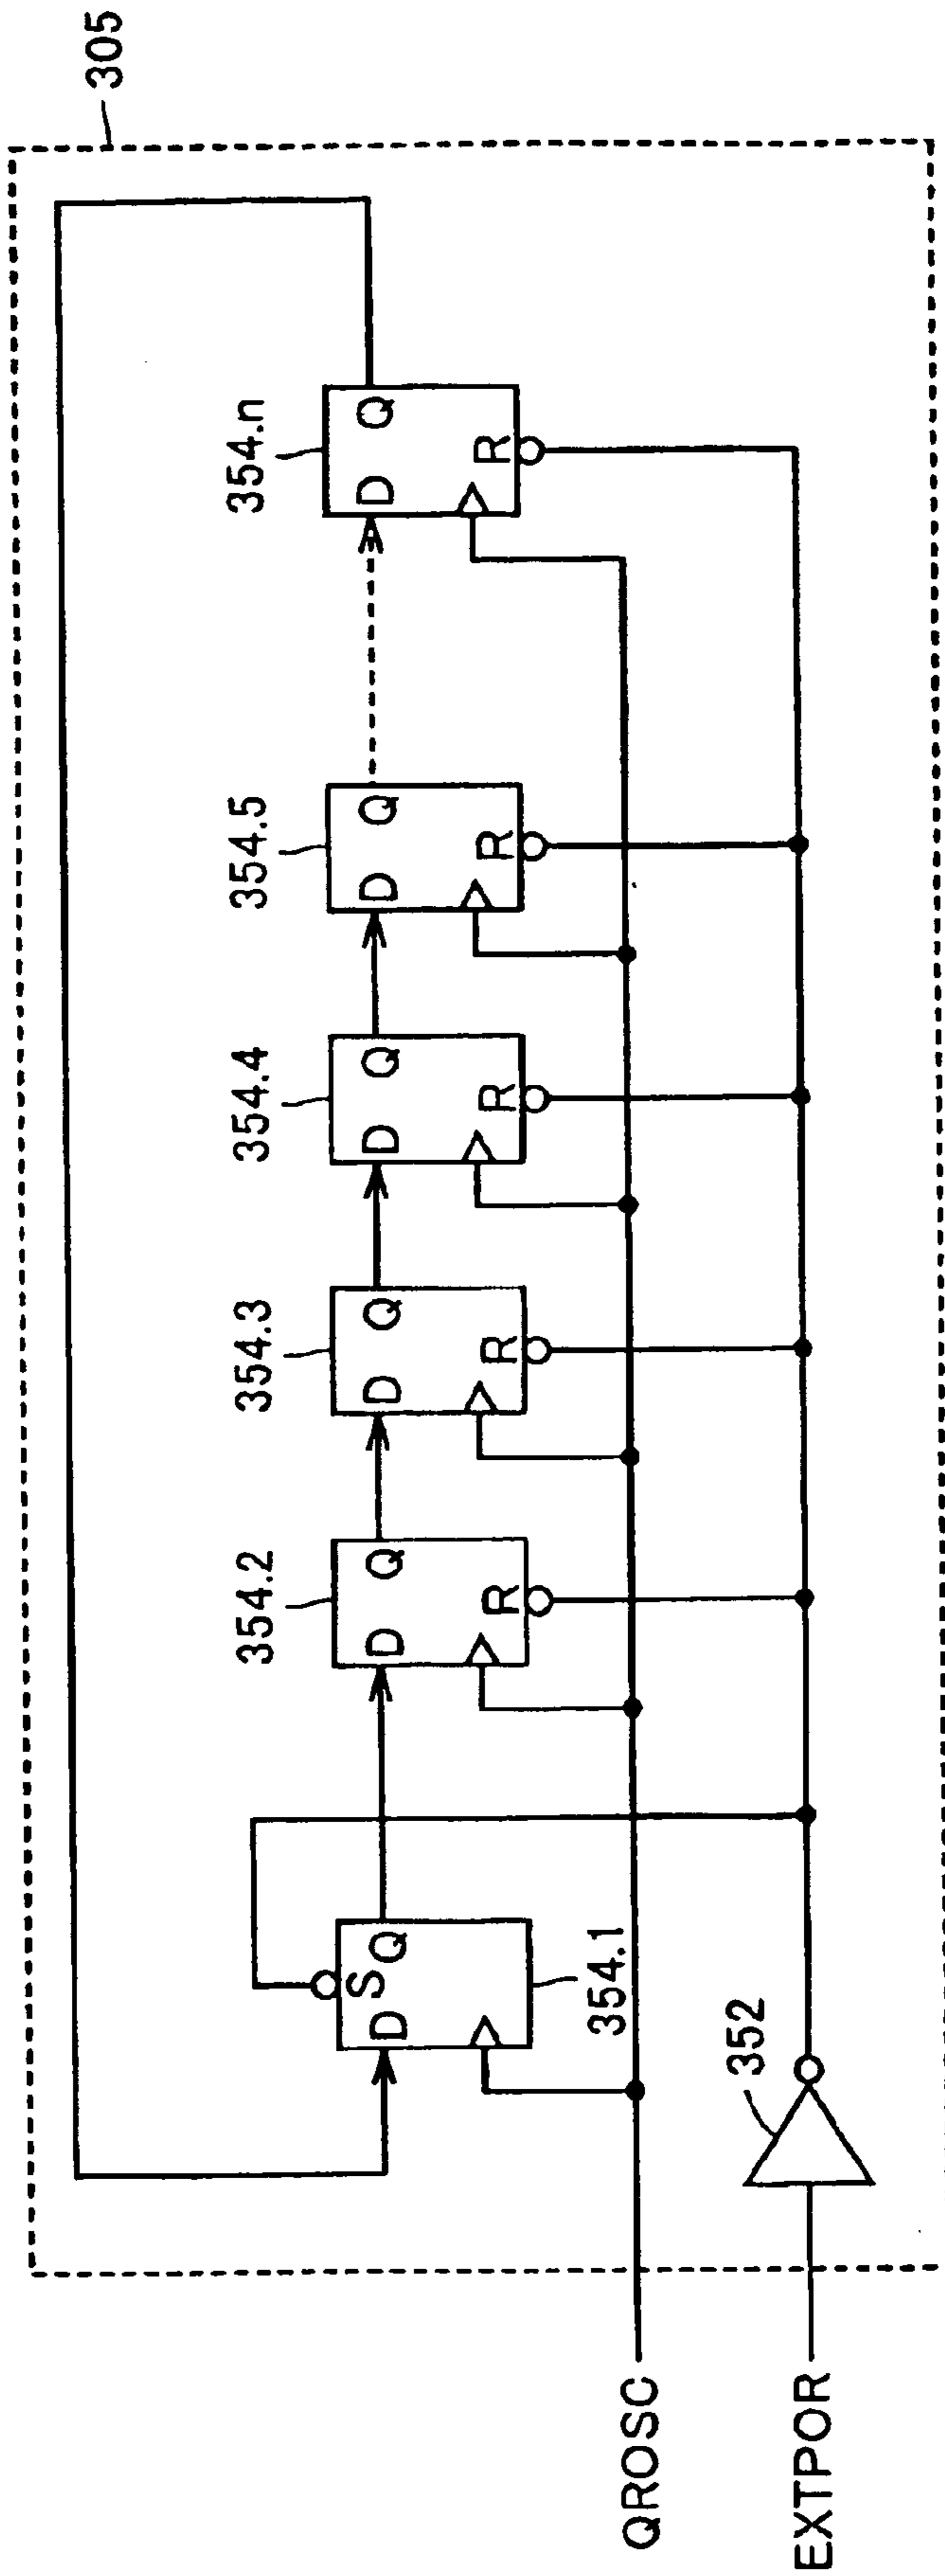 305
354.1
S
D Q
354.2
D Q
R
354.3
D Q
R
354.4
D Q
R
354.5
D Q
R
354.n
D Q
R
QROSC
352
EXTPOR